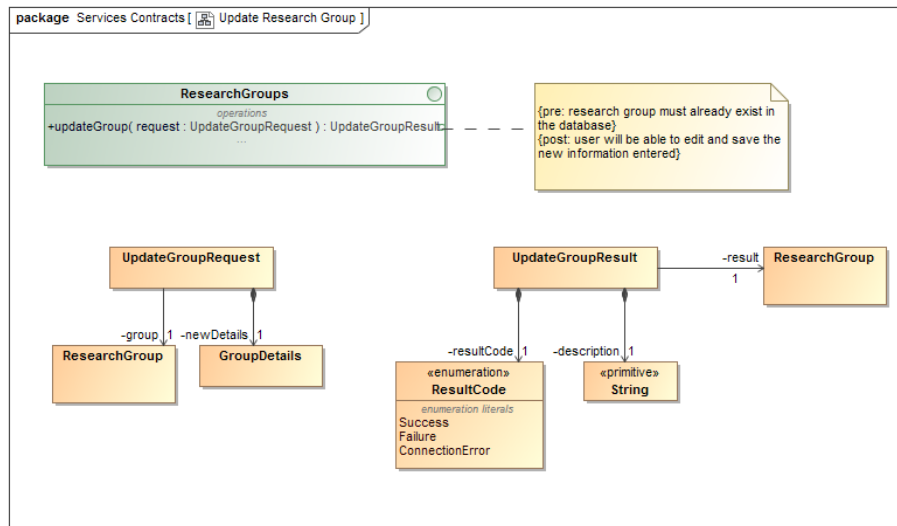 package Services Contracts [ Update Research Group ]
ResearchGroups
operations
+updateGroup( request : UpdateGroupRequest ) : UpdateGroupResult
...
{pre: research group must already exist in
the database}
{post: user will be able to edit and save the
new information entered}
UpdateGroupRequest
-group 1
-newDetails 1
ResearchGroup
GroupDetails
UpdateGroupResult
-result
1
ResearchGroup
-resultCode 1
-description 1
«enumeration»
ResultCode
enumeration literals
Success
Failure
ConnectionError
«primitive»
String